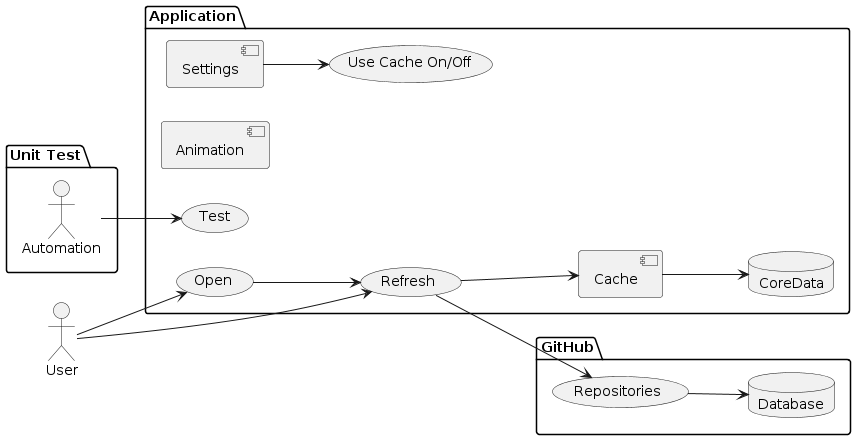 Application
Settings
Use Cache On/Off
Animation
Unit Test
Automation
Test
Open
Refresh
Cache
CoreData
User
GitHub
Repositories
Database